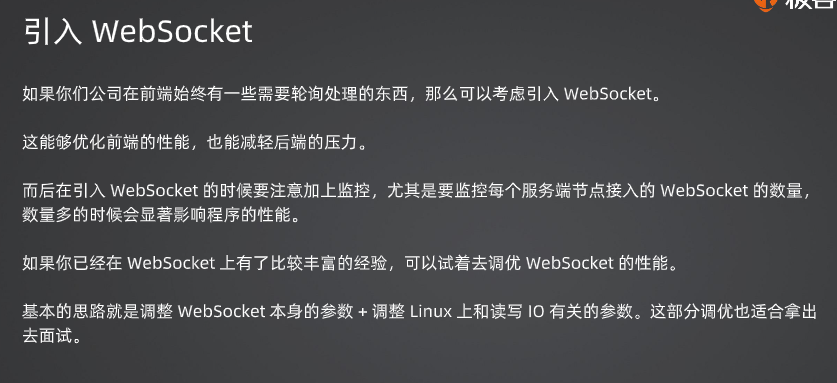 引入 WebSocket
如果你们公司在前端始终有一些需要轮询处理的东西，那么可以考虑引入 WebSocket。
这能够优化前端的性能，也能减轻后端的压力。
而后在引入 WebSocket 的时候要注意加上监控，尤其是要监控每个服务端节点接入的 WebSocket 的数量，
数量多的时候会显著影响程序的性能。
如果你已经在 WebSocket 上有了比较丰富的经验，可以试着去调优 WebSocket 的性能。
基本的思路就是调整 WebSocket 本身的参数 + 调整 Linux 上和读写 IO 有关的参数。这部分调优也适合拿出
去面试。